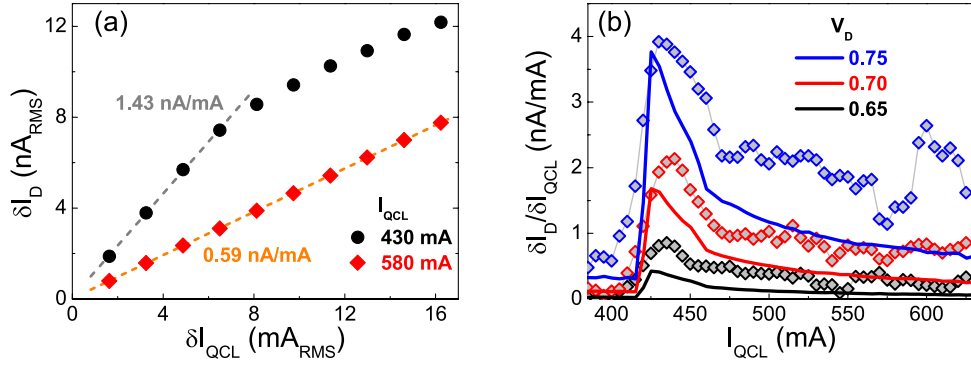 (a)
12
8
4
0
δI_D (nA_RMS)
1.43 nA/mA
0.59 nA/mA
I_QCL
430 mA
580 mA
0 4 8 12 16
δI_QCL (mA_RMS)
(b)
4
3
2
1
0
δI_D/δI_QCL (nA/mA)
V_D
0.75
0.70
0.65
400 450 500 550 600
I_QCL (mA)